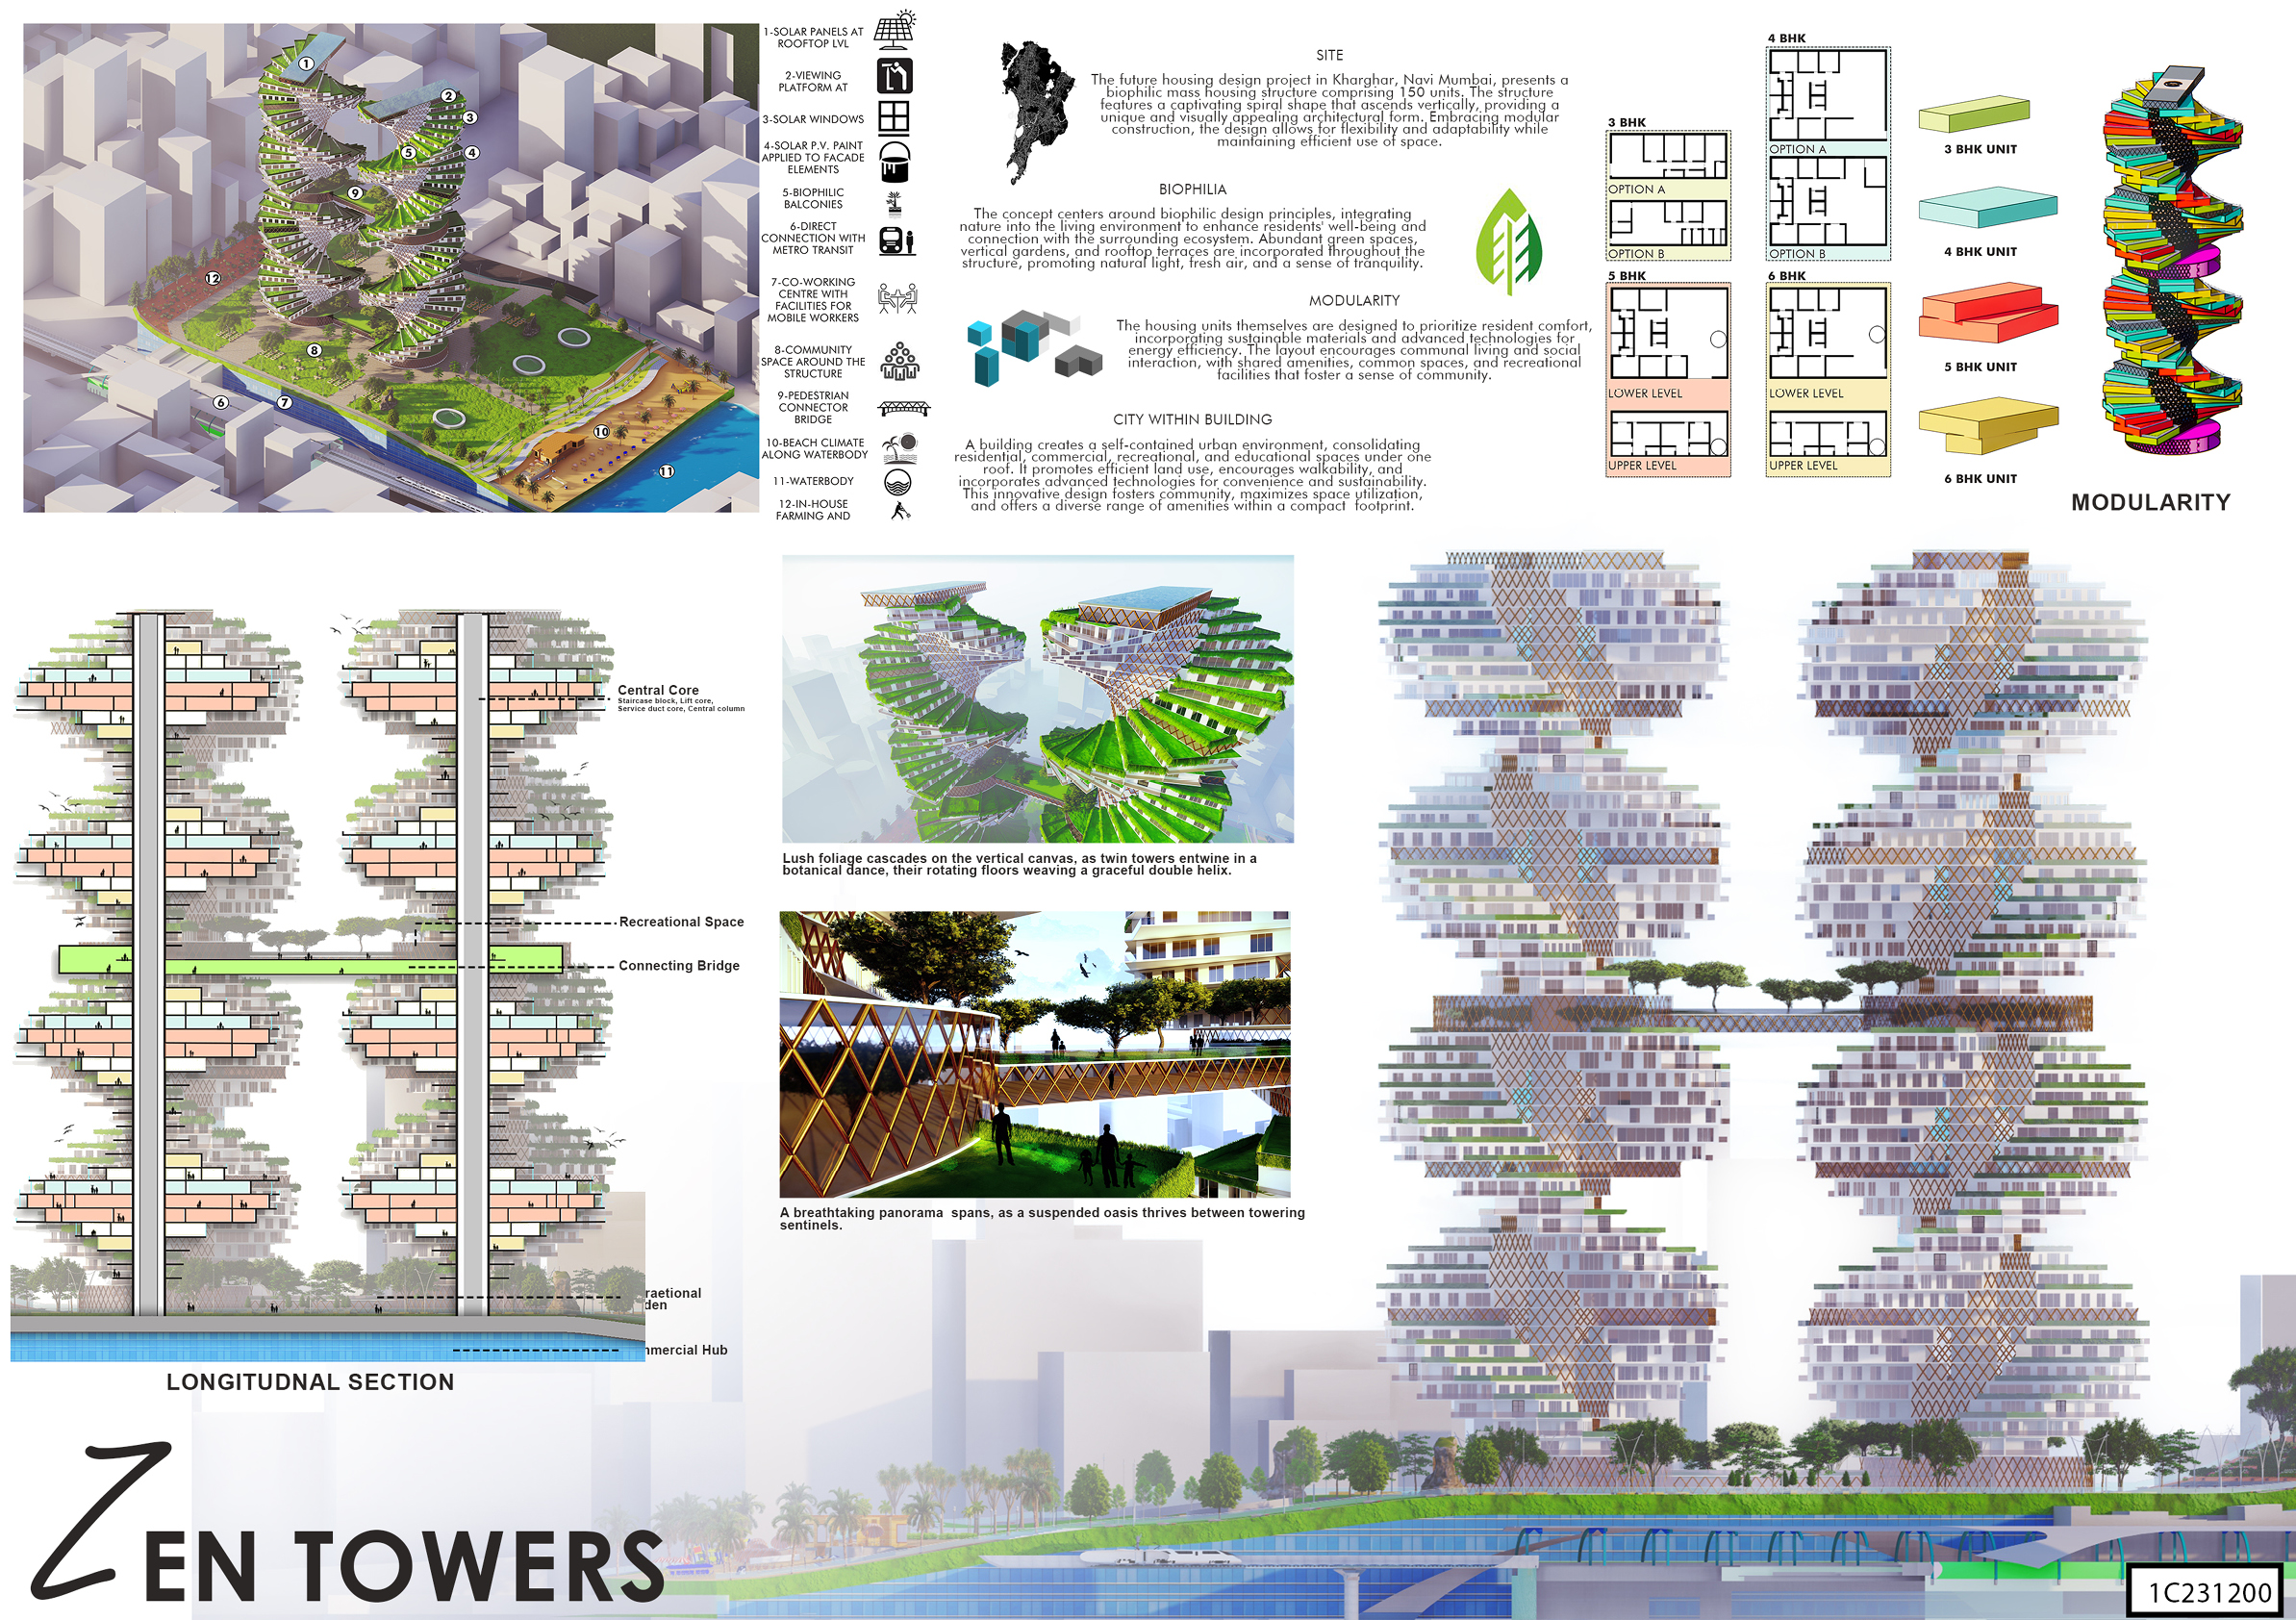 1-SOLAR PANELS AT
ROOFTOP LVL
2-VIEWING
PLATFORM AT
3-SOLAR WINDOWS
4-SOLAR P.V. PAINT
APPLIED TO FACADE
ELEMENTS
5-BIOPHILIC
BALCONIES
6-DIRECT
CONNECTION WITH
METRO TRANSIT
7-CO-WORKING
CENTRE WITH
FACILITIES FOR
MOBILE WORKERS
8-COMMUNITY
SPACE AROUND THE
STRUCTURE
9-PEDESTRIAN
CONNECTOR
BRIDGE
10-BEACH CLIMATE
ALONG WATERBODY
11-WATERBODY
12-IN-HOUSE
FARMING AND
1
2
3
4
5
9
12
8
6
7
10
11
SITE
The future housing design project in Kharghar, Navi Mumbai, presents a
biophilic mass housing structure comprising 150 units. The structure
features a captivating spiral shape that ascends vertically, providing a
unique and visually appealing architectural form. Embracing modular
construction, the design allows for flexibility and adaptability while
maintaining efficient use of space.
BIOPHILIA
The concept centers around biophilic design principles, integrating
nature into the living environment to enhance residents' well-being and
connection with the surrounding ecosystem. Abundant green spaces,
vertical gardens, and rooftop terraces are incorporated throughout the
structure, promoting natural light, fresh air, and a sense of tranquility.
MODULARITY
The housing units themselves are designed to prioritize resident comfort,
incorporating sustainable materials and advanced technologies for
energy efficiency. The layout encourages communal living and social
interaction, with shared amenities, common spaces, and recreational
facilities that foster a sense of community.
CITY WITHIN BUILDING
A building creates a self-contained urban environment, consolidating
residential, commercial, recreational, and educational spaces under one
roof. It promotes efficient land use, encourages walkability, and
incorporates advanced technologies for convenience and sustainability.
This innovative design fosters community, maximizes space utilization,
and offers a diverse range of amenities within a compact footprint.
3 BHK
OPTION A
OPTION B
4 BHK
OPTION A
OPTION B
5 BHK
LOWER LEVEL
UPPER LEVEL
6 BHK
LOWER LEVEL
UPPER LEVEL
3 BHK UNIT
4 BHK UNIT
5 BHK UNIT
6 BHK UNIT
MODULARITY
Central Core
Staircase block, Lift core,
Service duct core, Central column
Recreational Space
Connecting Bridge
raetional
den
mmercial Hub
LONGITUDNAL SECTION
Lush foliage cascades on the vertical canvas, as twin towers entwine in a
botanical dance, their rotating floors weaving a graceful double helix.
A breathtaking panorama spans, as a suspended oasis thrives between towering
sentinels.
ZEN TOWERS
1C231200